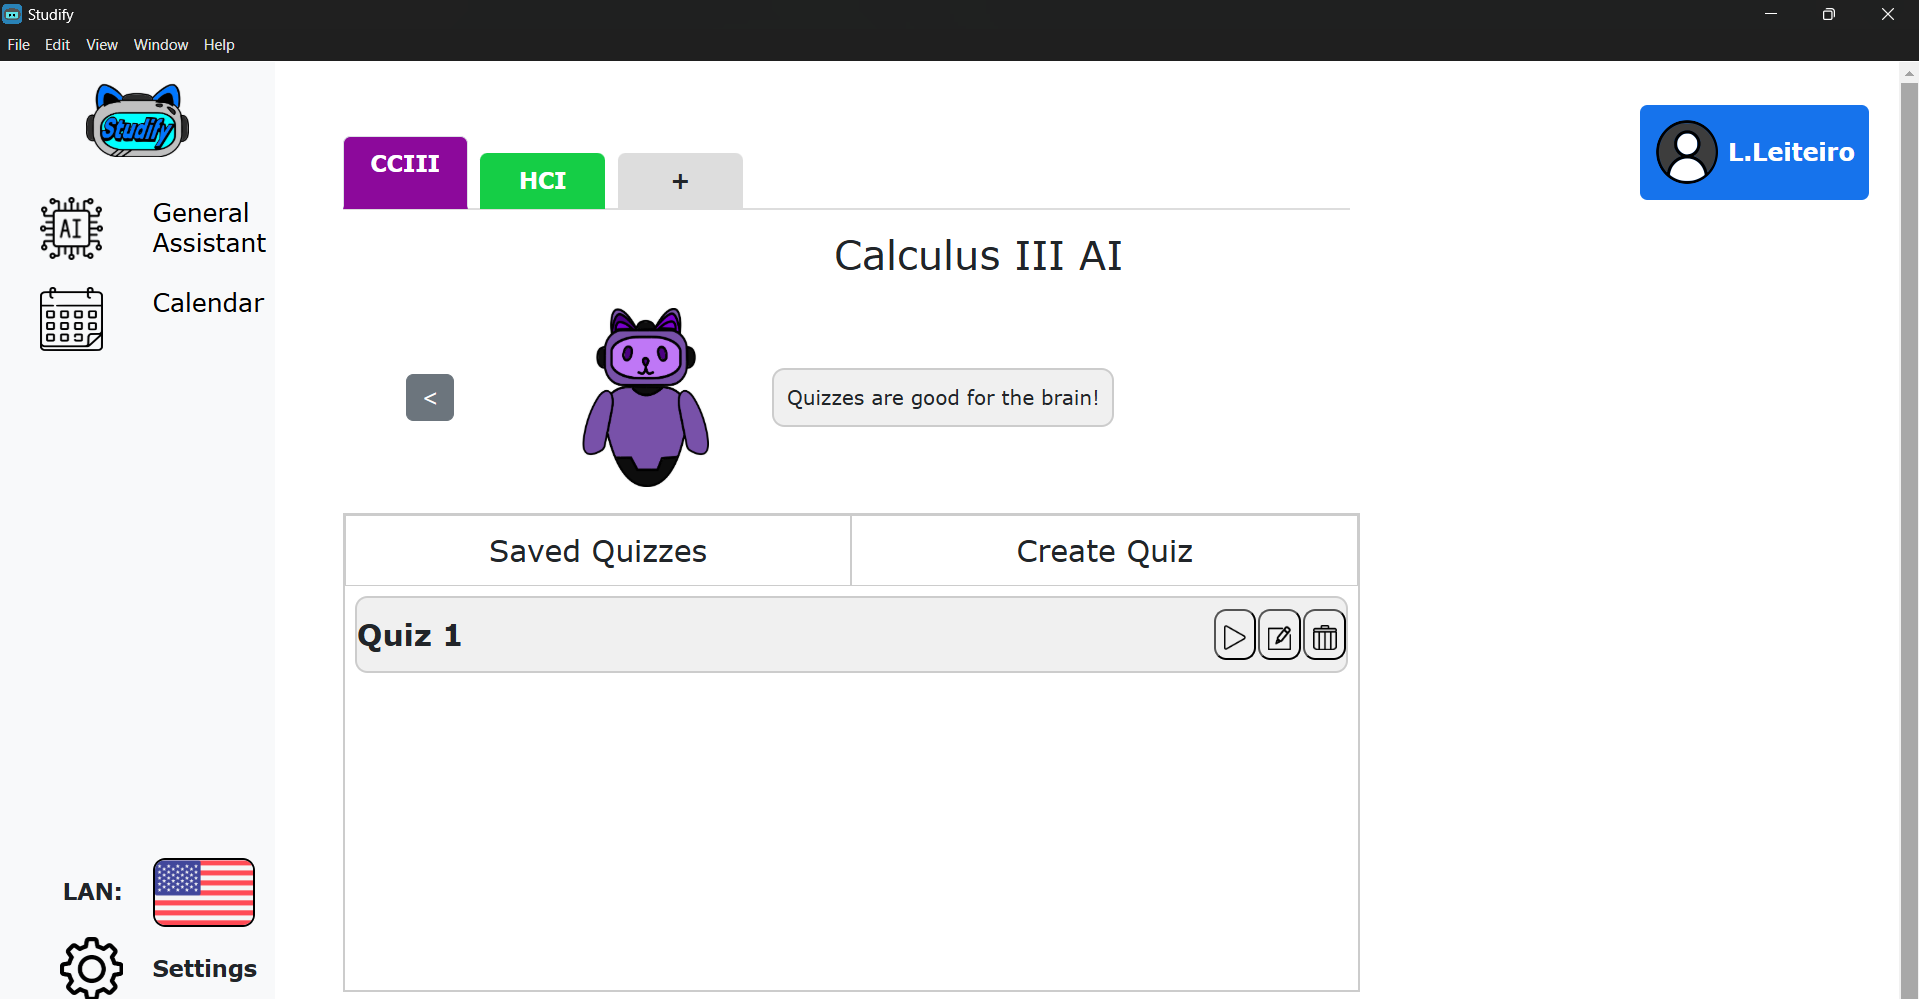 Studify
File Edit View Window Help
Studify
General
Assistant
Calendar
LAN:
Settings
CCIII
HCI
+
L.Leiteiro
Calculus III AI
<
Quizzes are good for the brain!
Saved Quizzes
Create Quiz
Quiz 1
AI